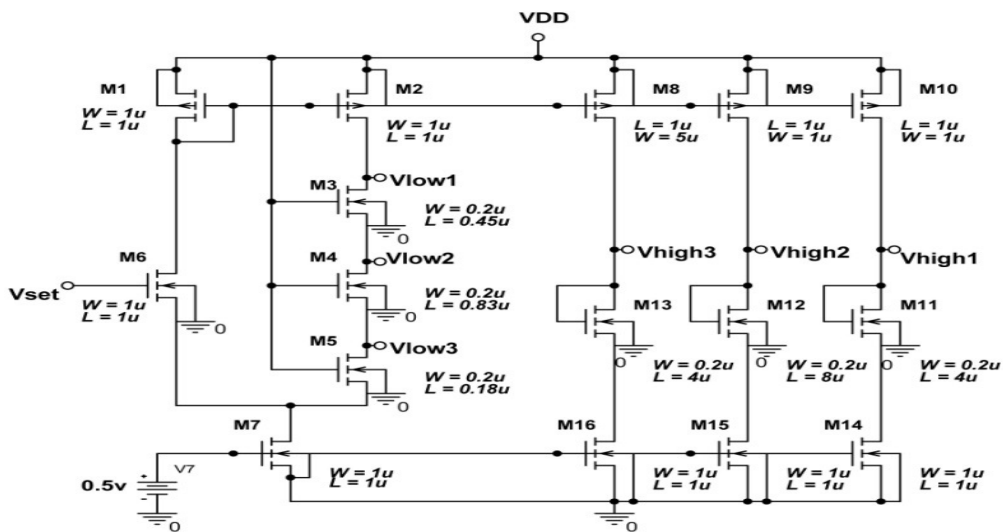 VDD
M1
W = 1u
L = 1u
M2
W = 1u
L = 1u
M8
L = 1u
W = 5u
M9
L = 1u
W = 1u
M10
L = 1u
W = 1u
Vlow1
M3
W = 0.2u
L = 0.45u
0
M6
Vset
W = 1u
L = 1u
0
M4
Vlow2
W = 0.2u
L = 0.83u
0
M5
Vlow3
W = 0.2u
L = 0.18u
0
Vhigh3
Vhigh2
Vhigh1
M13
0
W = 0.2u
L = 4u
M12
0
W = 0.2u
L = 8u
M11
0
W = 0.2u
L = 4u
M7
W = 1u
L = 1u
M16
W = 1u
L = 1u
M15
W = 1u
L = 1u
M14
W = 1u
L = 1u
V7
+
0.5v
-
0
0